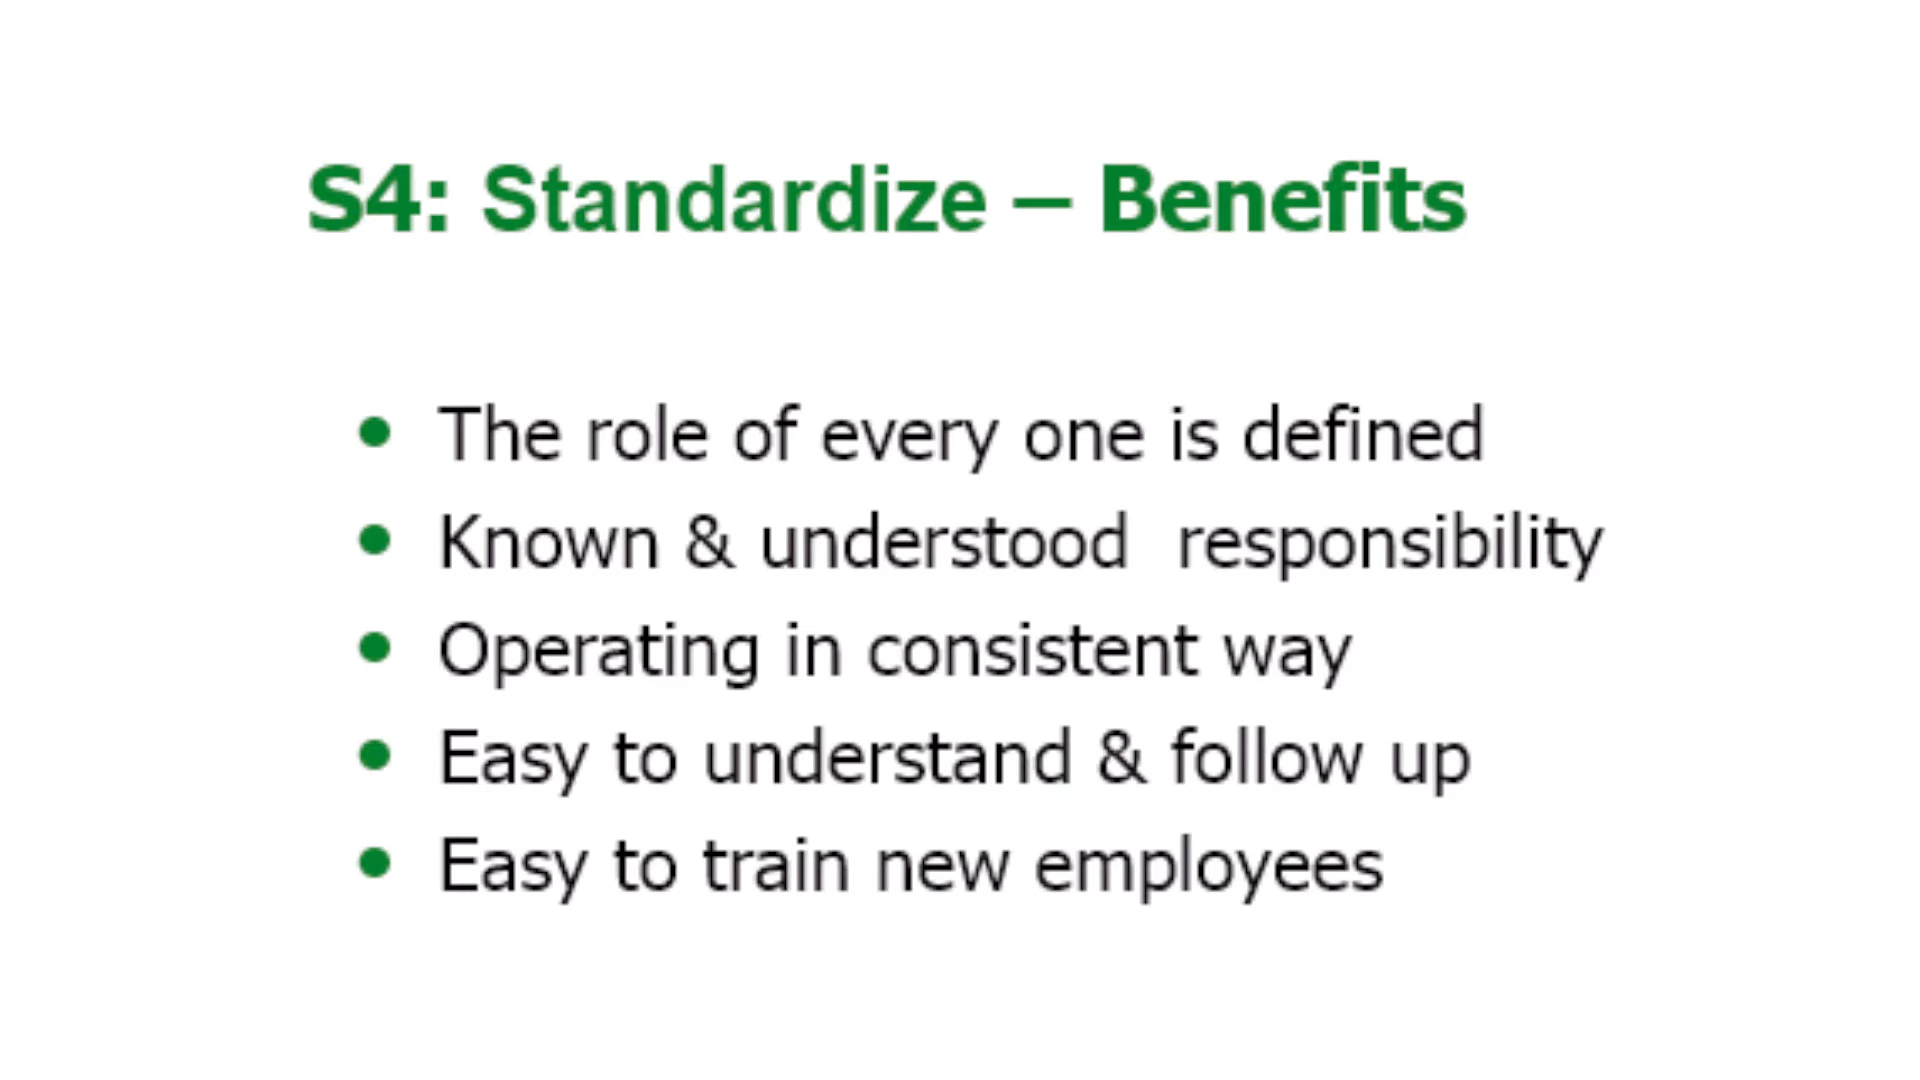 S4: Standardize – Benefits
The role of every one is defined
Known & understood  responsibility
Operating in consistent way
Easy to understand & follow up
Easy to train new employees